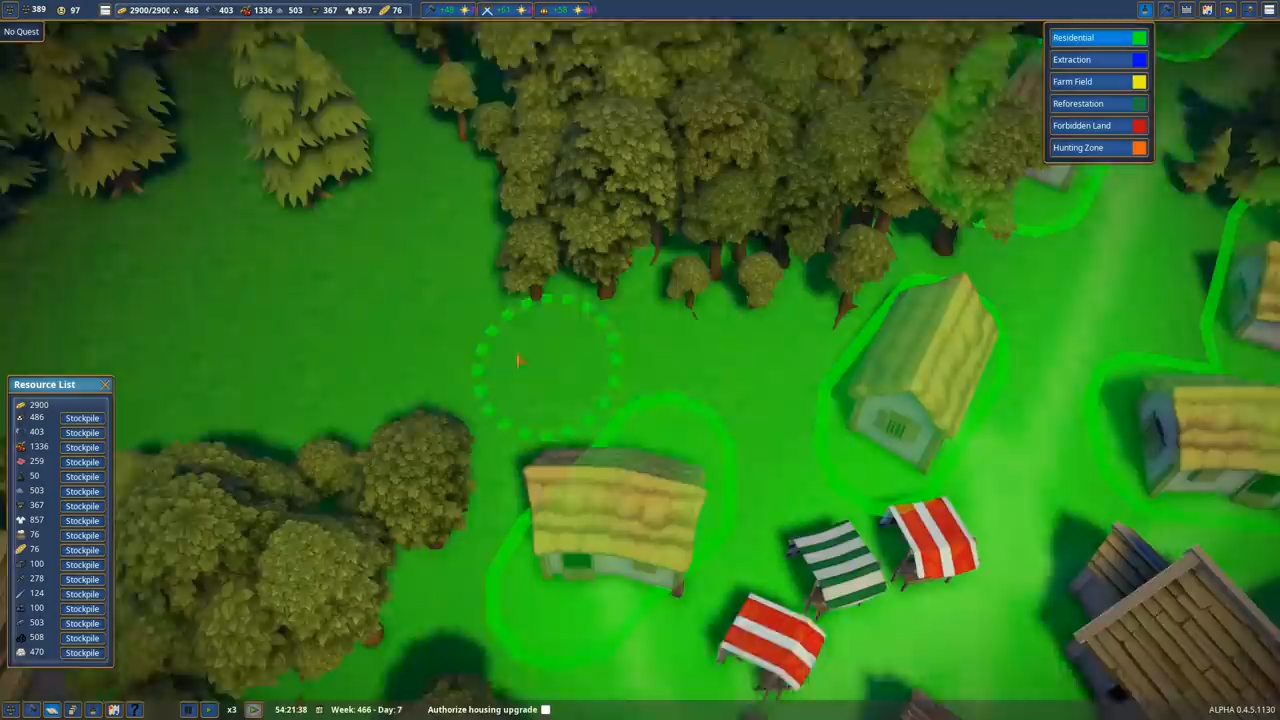 389 97 2900/2900 486 403 1336 503 367 857 76 +48 +61 +58
No Quest
Residential
Extraction
Farm Field
Reforestation
Forbidden Land
Hunting Zone
Resource List
2900
486 Stockpile
403 Stockpile
1336 Stockpile
259 Stockpile
50 Stockpile
503 Stockpile
367 Stockpile
857 Stockpile
76 Stockpile
76 Stockpile
100 Stockpile
278 Stockpile
124 Stockpile
100 Stockpile
503 Stockpile
508 Stockpile
470 Stockpile
? x3 54:21:38 Week: 466 - Day: 7 Authorize housing upgrade ALPHA 0.4.5.1130